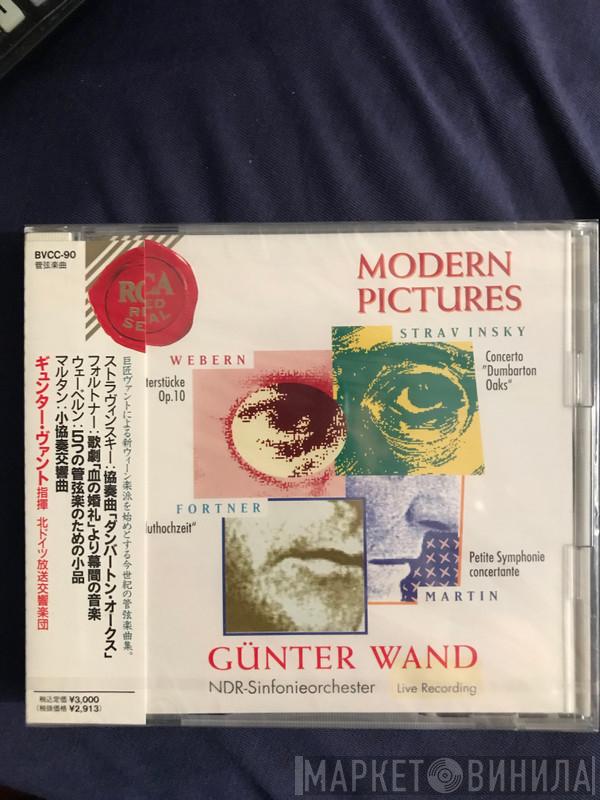 BVCC-90
管弦楽曲
RCA
RED
SEAL
MODERN
PICTURES
STRAVINSKY
Concerto
"Dumbarton
Oaks"
WEBERN
terstücke
Op.10
FORTNER
luthochzeit"
Petite Symphonie
concertante
MARTIN
GÜNTER WAND
NDR-Sinfonieorchester
Live Recording
巨匠ヴァントによる新ウィーン楽派を始めとする今世紀の管弦楽曲集。
ストラヴィンスキー:協奏曲「ダンバートン・オークス」
フォルトナー:歌劇「血の婚礼」より幕間の音楽
ウェーベルン:5つの管弦楽のための小品
マルタン:小協奏交響曲
ギュンター・ヴァント指揮 北ドイツ放送交響楽団
税込定価 ¥3,000
(税抜価格 ¥2,913)
МАРКЕТ ВИНИЛА